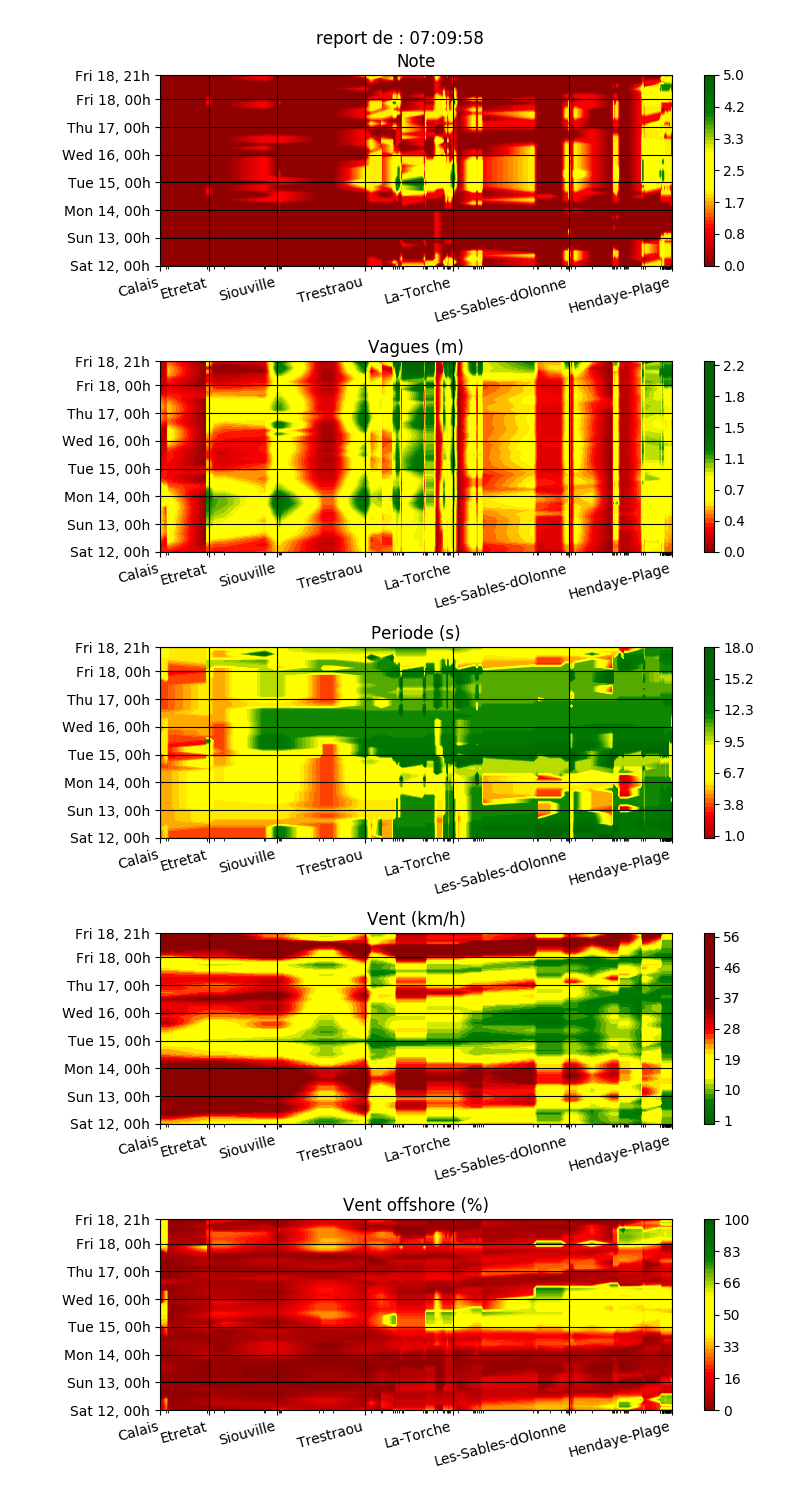 report de : 07:09:58
Note
Fri 18, 21h
Fri 18, 00h
Thu 17, 00h
Wed 16, 00h
Tue 15, 00h
Mon 14, 00h
Sun 13, 00h
Sat 12, 00h
5.0
4.2
3.3
2.5
1.7
0.8
0.0
Calais
Etretat
Siouville
Trestraou
La-Torche
Les-Sables-dOlonne
Hendaye-Plage
Vagues (m)
Fri 18, 21h
Fri 18, 00h
Thu 17, 00h
Wed 16, 00h
Tue 15, 00h
Mon 14, 00h
Sun 13, 00h
Sat 12, 00h
2.2
1.8
1.5
1.1
0.7
0.4
0.0
Calais
Etretat
Siouville
Trestraou
La-Torche
Les-Sables-dOlonne
Hendaye-Plage
Periode (s)
Fri 18, 21h
Fri 18, 00h
Thu 17, 00h
Wed 16, 00h
Tue 15, 00h
Mon 14, 00h
Sun 13, 00h
Sat 12, 00h
18.0
15.2
12.3
9.5
6.7
3.8
1.0
Calais
Etretat
Siouville
Trestraou
La-Torche
Les-Sables-dOlonne
Hendaye-Plage
Vent (km/h)
Fri 18, 21h
Fri 18, 00h
Thu 17, 00h
Wed 16, 00h
Tue 15, 00h
Mon 14, 00h
Sun 13, 00h
Sat 12, 00h
56
46
37
28
19
10
1
Calais
Etretat
Siouville
Trestraou
La-Torche
Les-Sables-dOlonne
Hendaye-Plage
Vent offshore (%)
Fri 18, 21h
Fri 18, 00h
Thu 17, 00h
Wed 16, 00h
Tue 15, 00h
Mon 14, 00h
Sun 13, 00h
Sat 12, 00h
100
83
66
50
33
16
0
Calais
Etretat
Siouville
Trestraou
La-Torche
Les-Sables-dOlonne
Hendaye-Plage